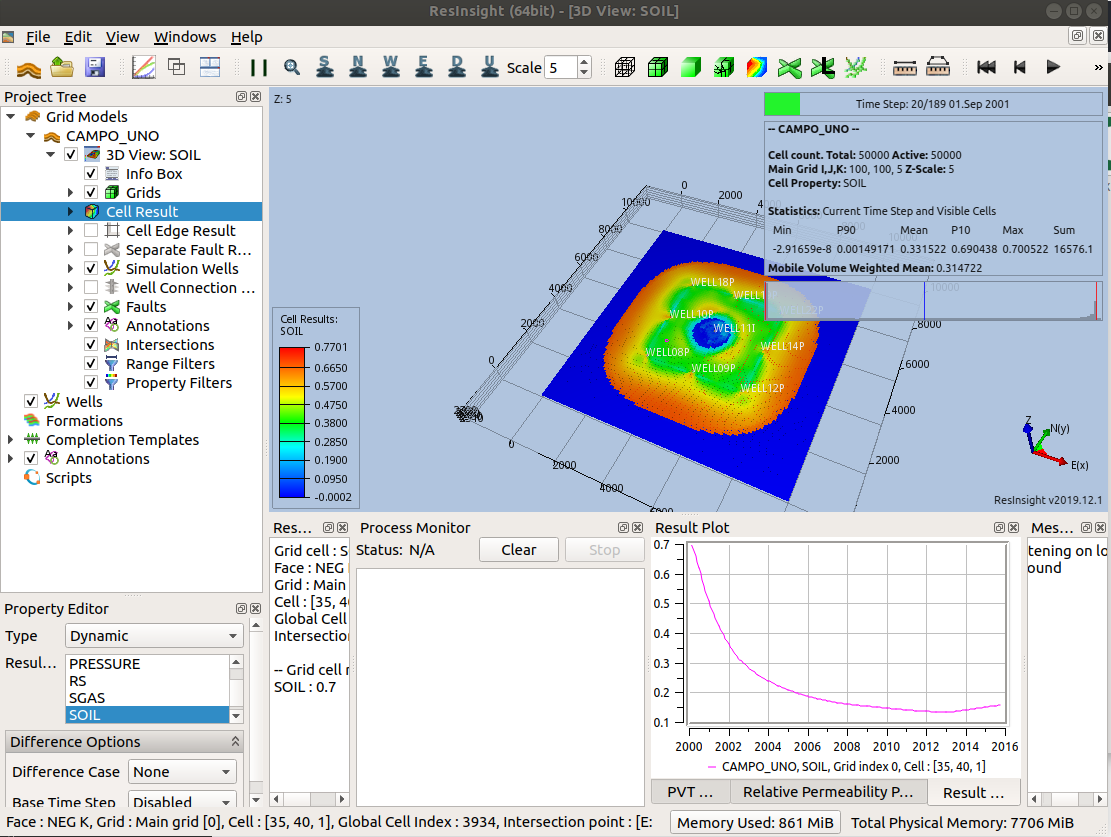 ResInsight (64bit) - [3D View: SOIL]
File Edit View Windows Help
S N W E D U Scale 5 »
Project Tree
Grid Models
CAMPO_UNO
3D View: SOIL
Info Box
Grids
Cell Result
Cell Edge Result
Separate Fault R...
Simulation Wells
Well Connection ...
Faults
Annotations
Intersections
Range Filters
Property Filters
Wells
Formations
Completion Templates
Annotations
Scripts
Z: 5
Time Step: 20/189 01.Sep 2001
-- CAMPO_UNO --
Cell count. Total: 50000 Active: 50000
Main Grid I,J,K: 100, 100, 5 Z-Scale: 5
Cell Property: SOIL
Statistics: Current Time Step and Visible Cells
Min P90 Mean P10 Max Sum
-2.91659e-8 0.00149171 0.331522 0.690438 0.700522 16576.1
Mobile Volume Weighted Mean: 0.314722
0
2000
10000
8000
6000
4000
2000
0
0
2000
4000
10000
8000
6000
4000
2000
WELL18P
WELL10P
WELL11I
WELL14P
WELL08P
WELL09P
WELL12P
Cell Results:
SOIL
0.7701
0.6650
0.5700
0.4750
0.3800
0.2850
0.1900
0.0950
-0.0002
Z
N(y)
E(x)
ResInsight v2019.12.1
Res...
Grid cell : S
Face : NEG
Grid : Main
Cell : [35, 40
Global Cell
Intersection
-- Grid cell r
SOIL : 0.7
Process Monitor
Status: N/A Clear Stop
Result Plot
0.7
0.6
0.5
0.4
0.3
0.2
0.1
2000 2002 2004 2006 2008 2010 2012 2014 2016
CAMPO_UNO, SOIL, Grid index 0, Cell : [35, 40, 1]
PVT ... Relative Permeability P... Result ...
Mes...
tening on lo
ound
Property Editor
Type Dynamic
Resul... PRESSURE
RS
SGAS
SOIL
Difference Options
Difference Case None
Base Time Step Disabled
Face : NEG K, Grid : Main grid [0], Cell : [35, 40, 1], Global Cell Index : 3934, Intersection point : [E: Memory Used: 861 MiB Total Physical Memory: 7706 MiB